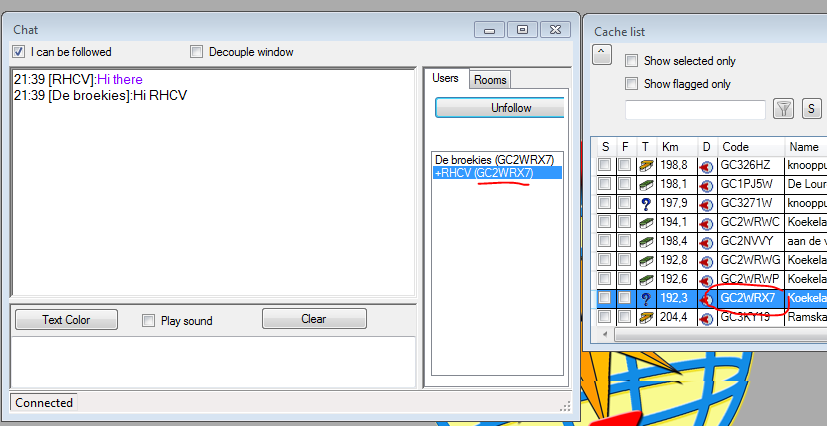 Chat
I can be followed
Decouple window
21:39 [RHCV]:Hi there
21:39 [De broekies]:Hi RHCV
Users
Rooms
Unfollow
De broekies (GC2WRX7)
+RHCV (GC2WRX7)
Text Color
Play sound
Clear
Connected
Cache list
^
Show selected only
Show flagged only
S
S F T Km D Code Name
198,8 GC326HZ knooppu
198,1 GC1PJ5W De Lour
? 197,9 GC3271W knooppu
194,1 GC2WRWC Koekela
198,4 GC2NVVY aan de v
192,8 GC2WRWG Koekela
192,6 GC2WRWP Koekela
? 192,3 GC2WRX7 Koekela
204,4 GC3KY19 Ramska